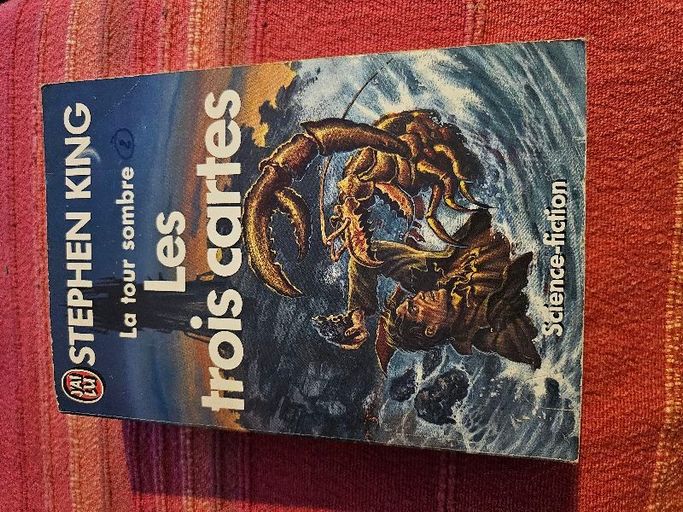 J'AI
LU
STEPHEN KING
La tour sombre 2
Les
trois cartes
Science-fiction